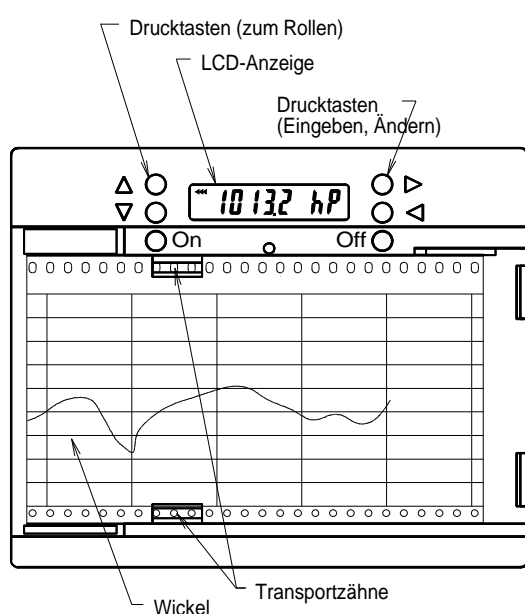 Drucktasten (zum Rollen)
LCD-Anzeige
Drucktasten
(Eingeben, Ändern)
1013.2 hP
On
Off
Transportzähne
Wickel